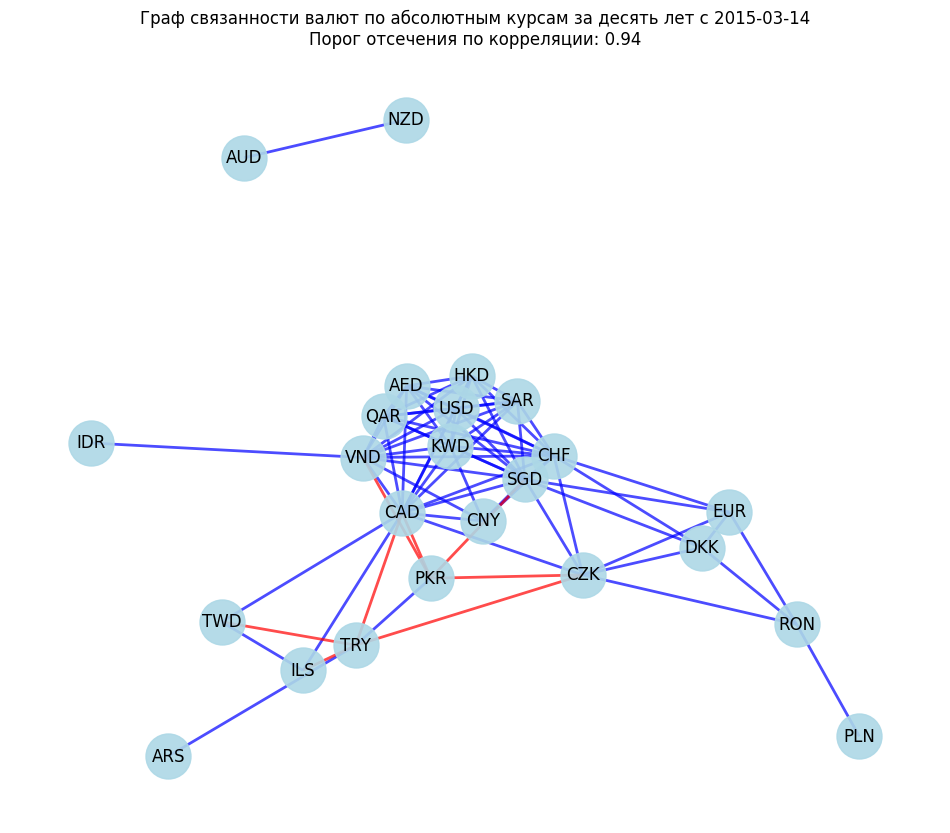 Граф связанности валют по абсолютным курсам за десять лет с 2015-03-14
Порог отсечения по корреляции: 0.94
NZD
AUD
HKD
AED
SAR
USD
QAR
IDR
KWD
CHF
VND
SGD
EUR
CAD
CNY
DKK
CZK
PKR
TWD
RON
TRY
ILS
PLN
ARS